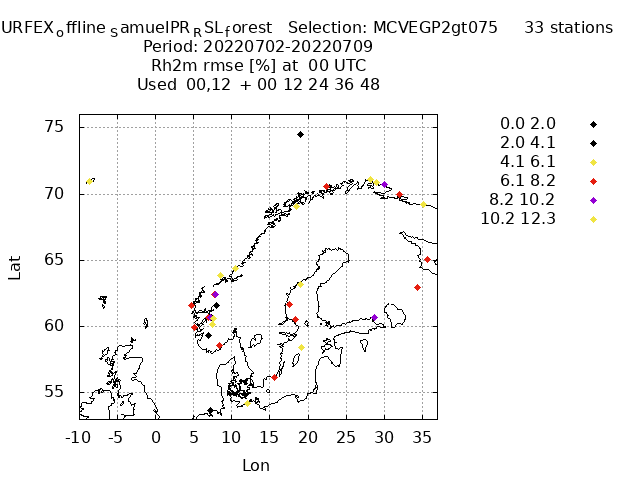 URFEXoffline SamuelPRRSLforest Selection: MCVEGP2gt075 33 stations
Period: 20220702-20220709
Rh2m rmse [%] at 00 UTC
Used 00,12 + 00 12 24 36 48
75
70
65
60
55
Lat
-10 -5 0 5 10 15 20 25 30 35
Lon
0.0 2.0
2.0 4.1
4.1 6.1
6.1 8.2
8.2 10.2
10.2 12.3